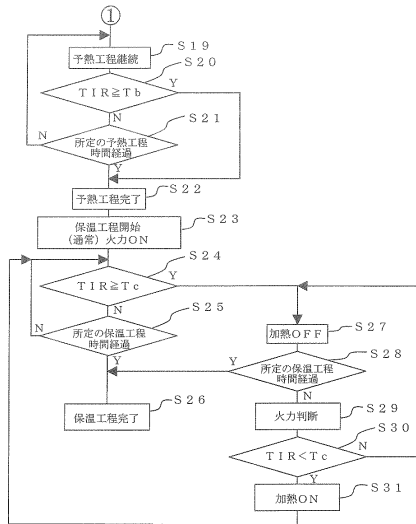 ①
予熱工程継続
S19
S20
TIR≧Tb
Y
N
S21
所定の予熱工程
時間経過
Y
S22
予熱工程完了
S23
保温工程開始
(通常)火力ON
S24
TIR≧Tc
Y
N
S25
所定の保温工程
時間経過
N
Y
S26
保温工程完了
S27
加熱OFF
S28
所定の保温工程
時間経過
Y
N
S29
火力判断
S30
TIR<Tc
N
Y
S31
加熱ON